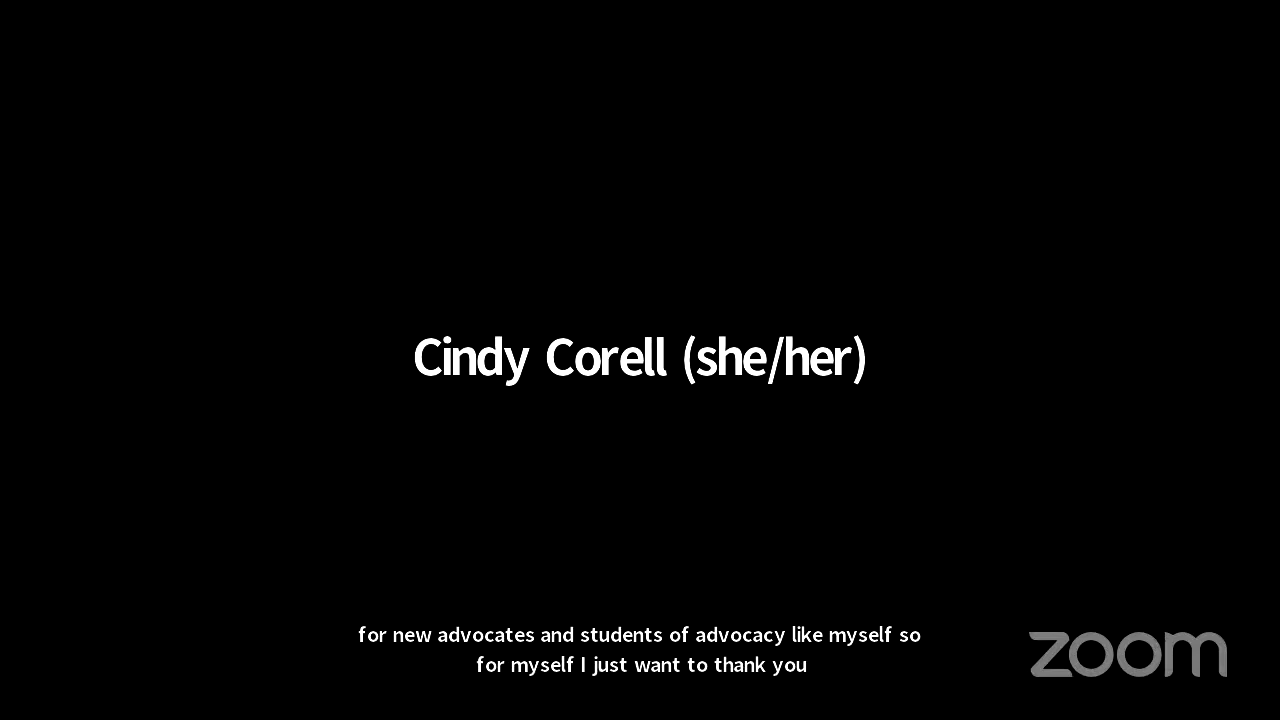 Cindy Corell (she/her)
for new advocates and students of advocacy like myself so
for myself I just want to thank you
zoom